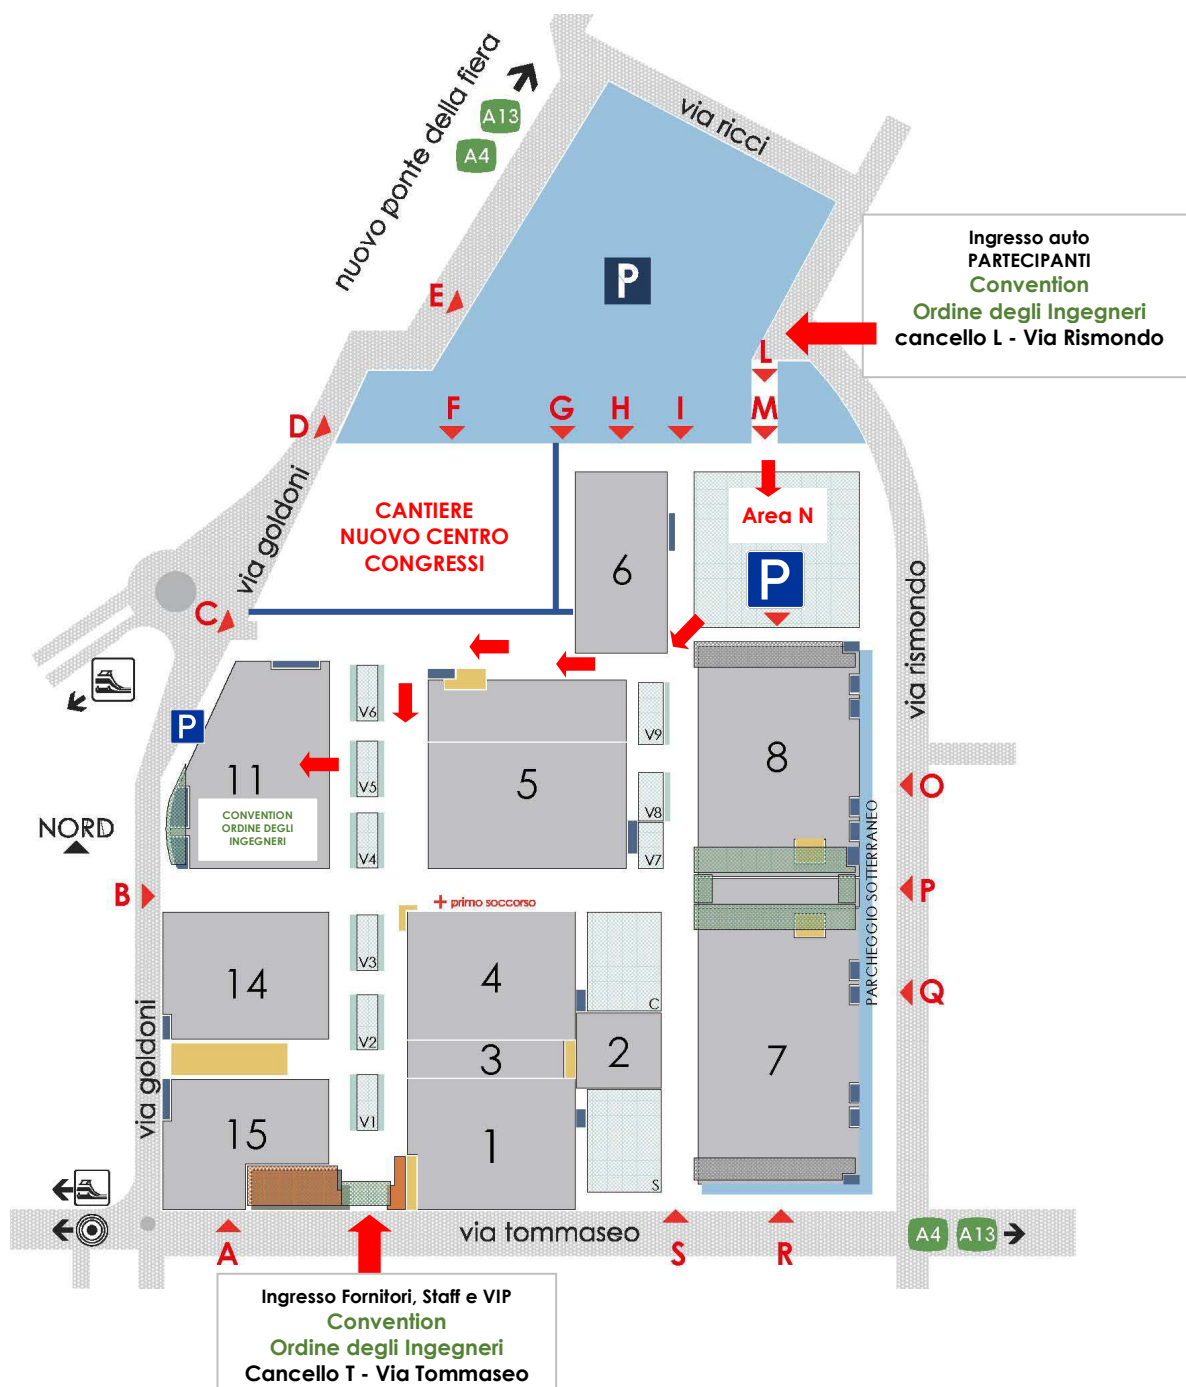 nuovo ponte della fiera
A13
A4
via ricci
P
Ingresso auto
PARTECIPANTI
Convention
Ordine degli Ingegneri
cancello L - Via Rismondo
E
L
D
F
G
H
I
M
via goldoni
CANTIERE
NUOVO CENTRO
CONGRESSI
6
Area N
P
C
via rismondo
V6
V9
P
11
V5
5
8
O
CONVENTION
ORDINE DEGLI
INGEGNERI
V4
V8
V7
NORD
B
primo soccorso
P
PARCHEGGIO SOTTERRANEO
V3
14
4
C
Q
V2
3
2
7
via goldoni
V1
15
1
S
via tommaseo
A
S
R
A4
A13
Ingresso Fornitori, Staff e VIP
Convention
Ordine degli Ingegneri
Cancello T - Via Tommaseo